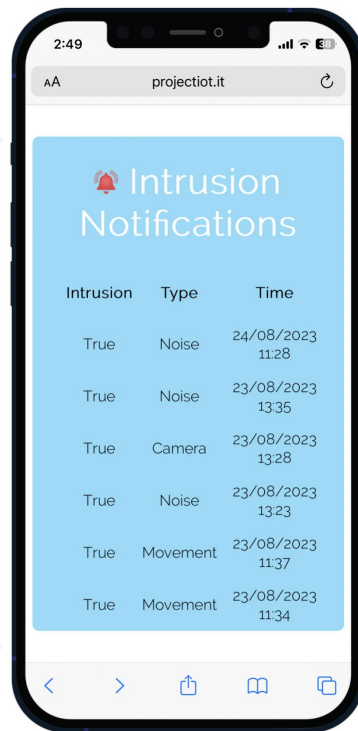 2:49
38
AA
projectiot.it
Intrusion
Notifications
Intrusion Type Time
True Noise 24/08/2023
11:28
True Noise 23/08/2023
13:35
True Camera 23/08/2023
13:28
True Noise 23/08/2023
13:23
True Movement 23/08/2023
11:37
True Movement 23/08/2023
11:34